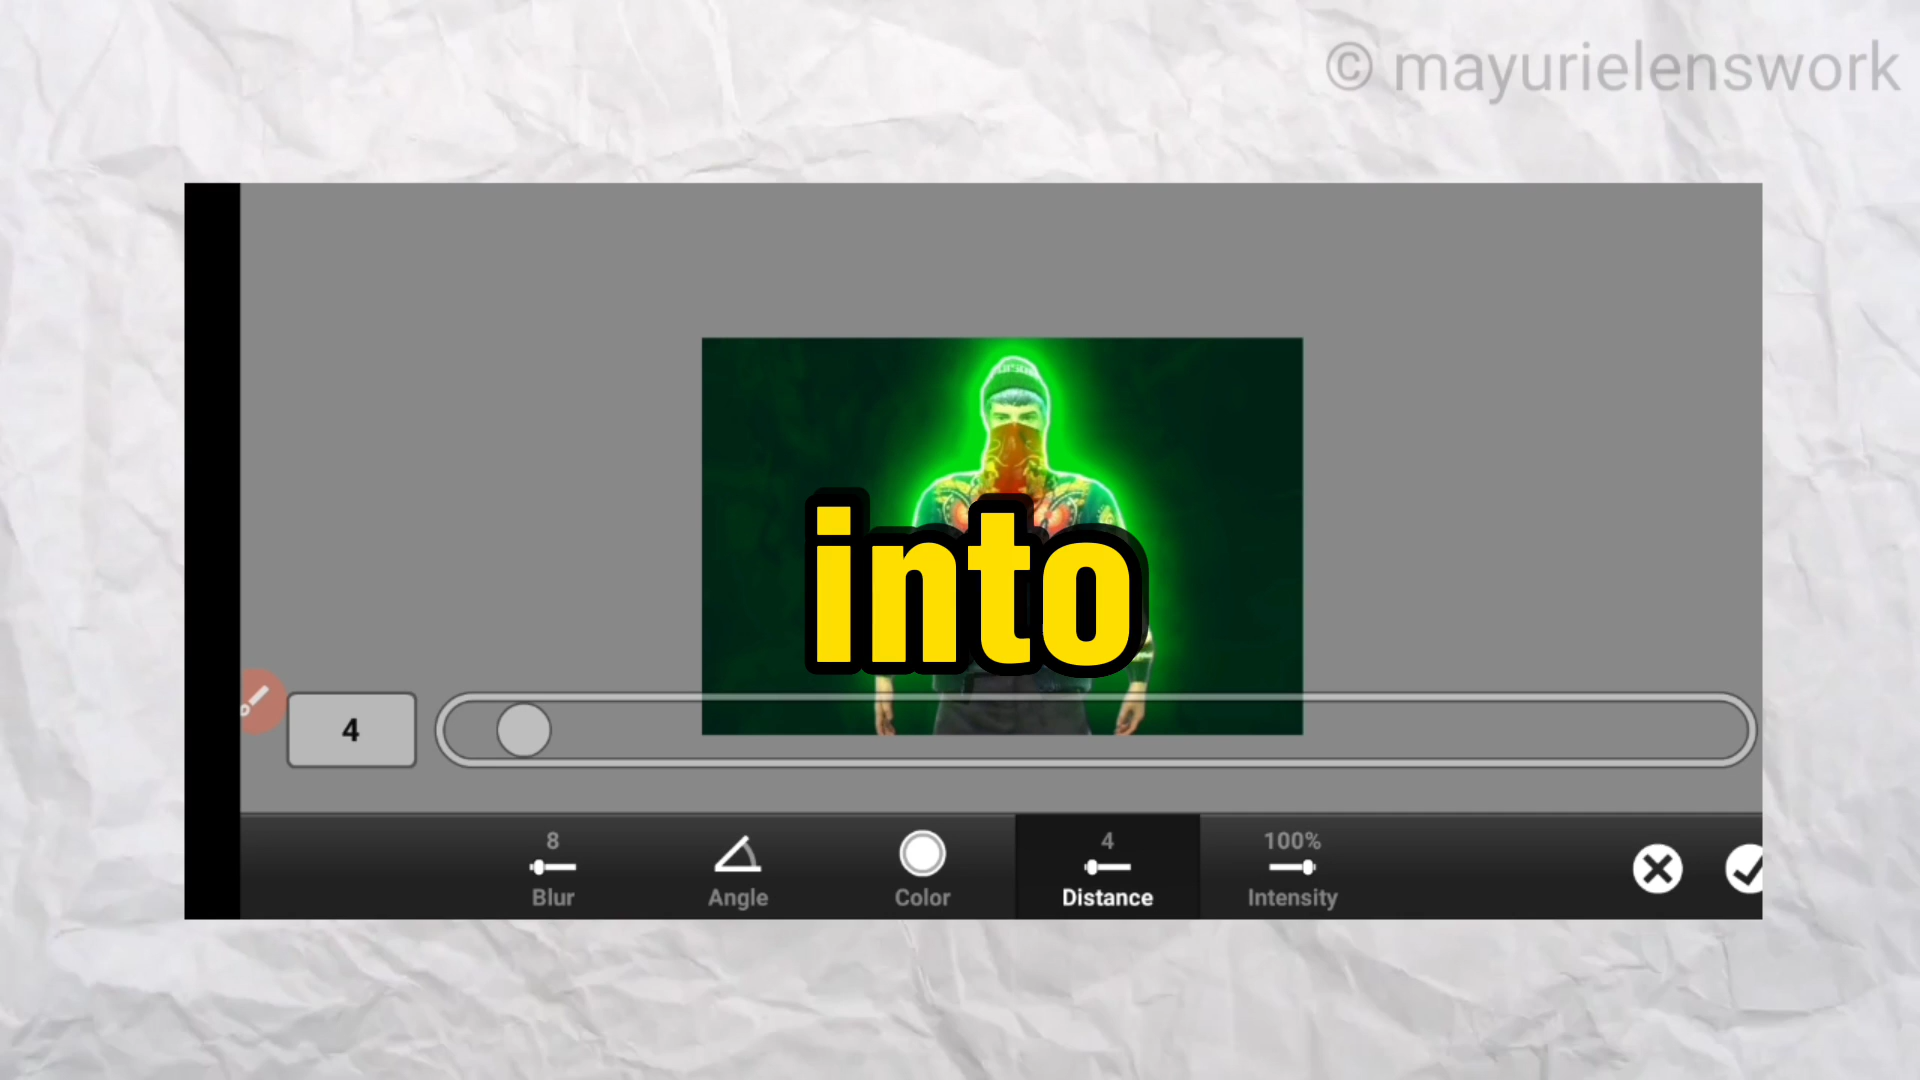 © mayurielenswork
into
4
8
4
100%
Blur
Angle
Color
Distance
Intensity